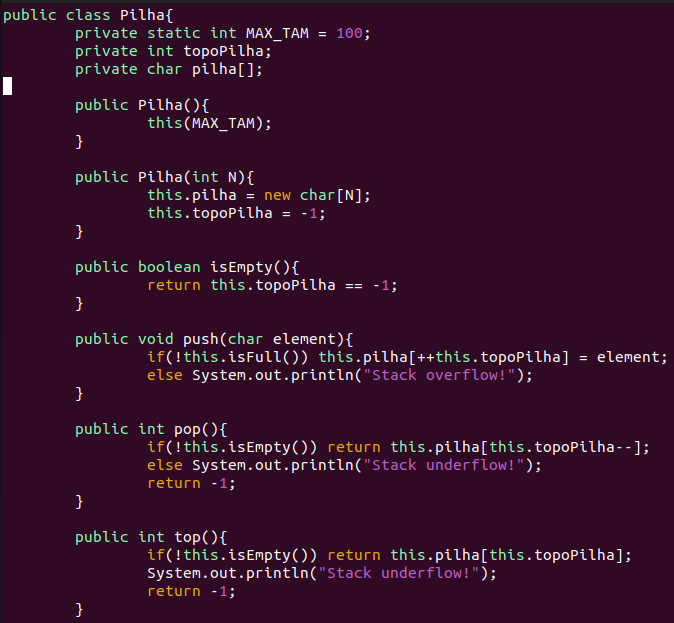 public class Pilha{
        private static int MAX_TAM = 100;
        private int topoPilha;
        private char pilha[];

        public Pilha(){
                this(MAX_TAM);
        }

        public Pilha(int N){
                this.pilha = new char[N];
                this.topoPilha = -1;
        }

        public boolean isEmpty(){
                return this.topoPilha == -1;
        }

        public void push(char element){
                if(!this.isFull()) this.pilha[++this.topoPilha] = element;
                else System.out.println("Stack overflow!");
        }

        public int pop(){
                if(!this.isEmpty()) return this.pilha[this.topoPilha--];
                else System.out.println("Stack underflow!");
                return -1;
        }

        public int top(){
                if(!this.isEmpty()) return this.pilha[this.topoPilha];
                System.out.println("Stack underflow!");
                return -1;
        }